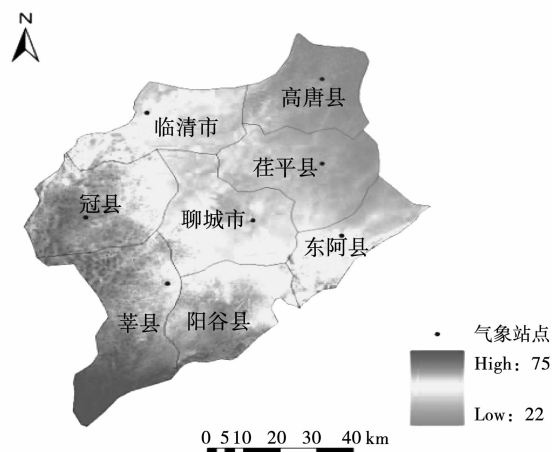 N
高唐县
临清市
茌平县
冠县
聊城市
东阿县
莘县
阳谷县
气象站点
High：75
Low：22
0 5 10 20 30 40 km